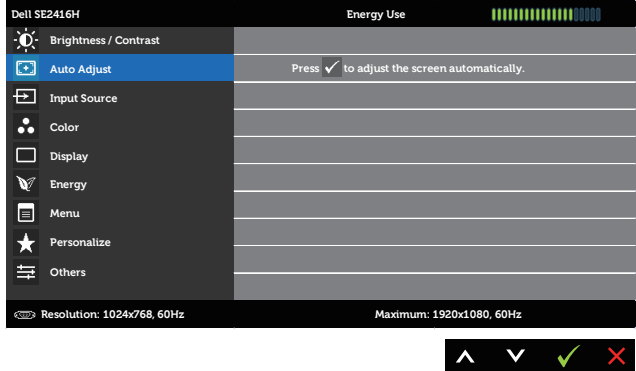 Dell SE2416H Energy Use
Brightness / Contrast
Auto Adjust Press to adjust the screen automatically.
Input Source
Color
Display
Energy
Menu
Personalize
Others
Resolution: 1024x768, 60Hz Maximum: 1920x1080, 60Hz